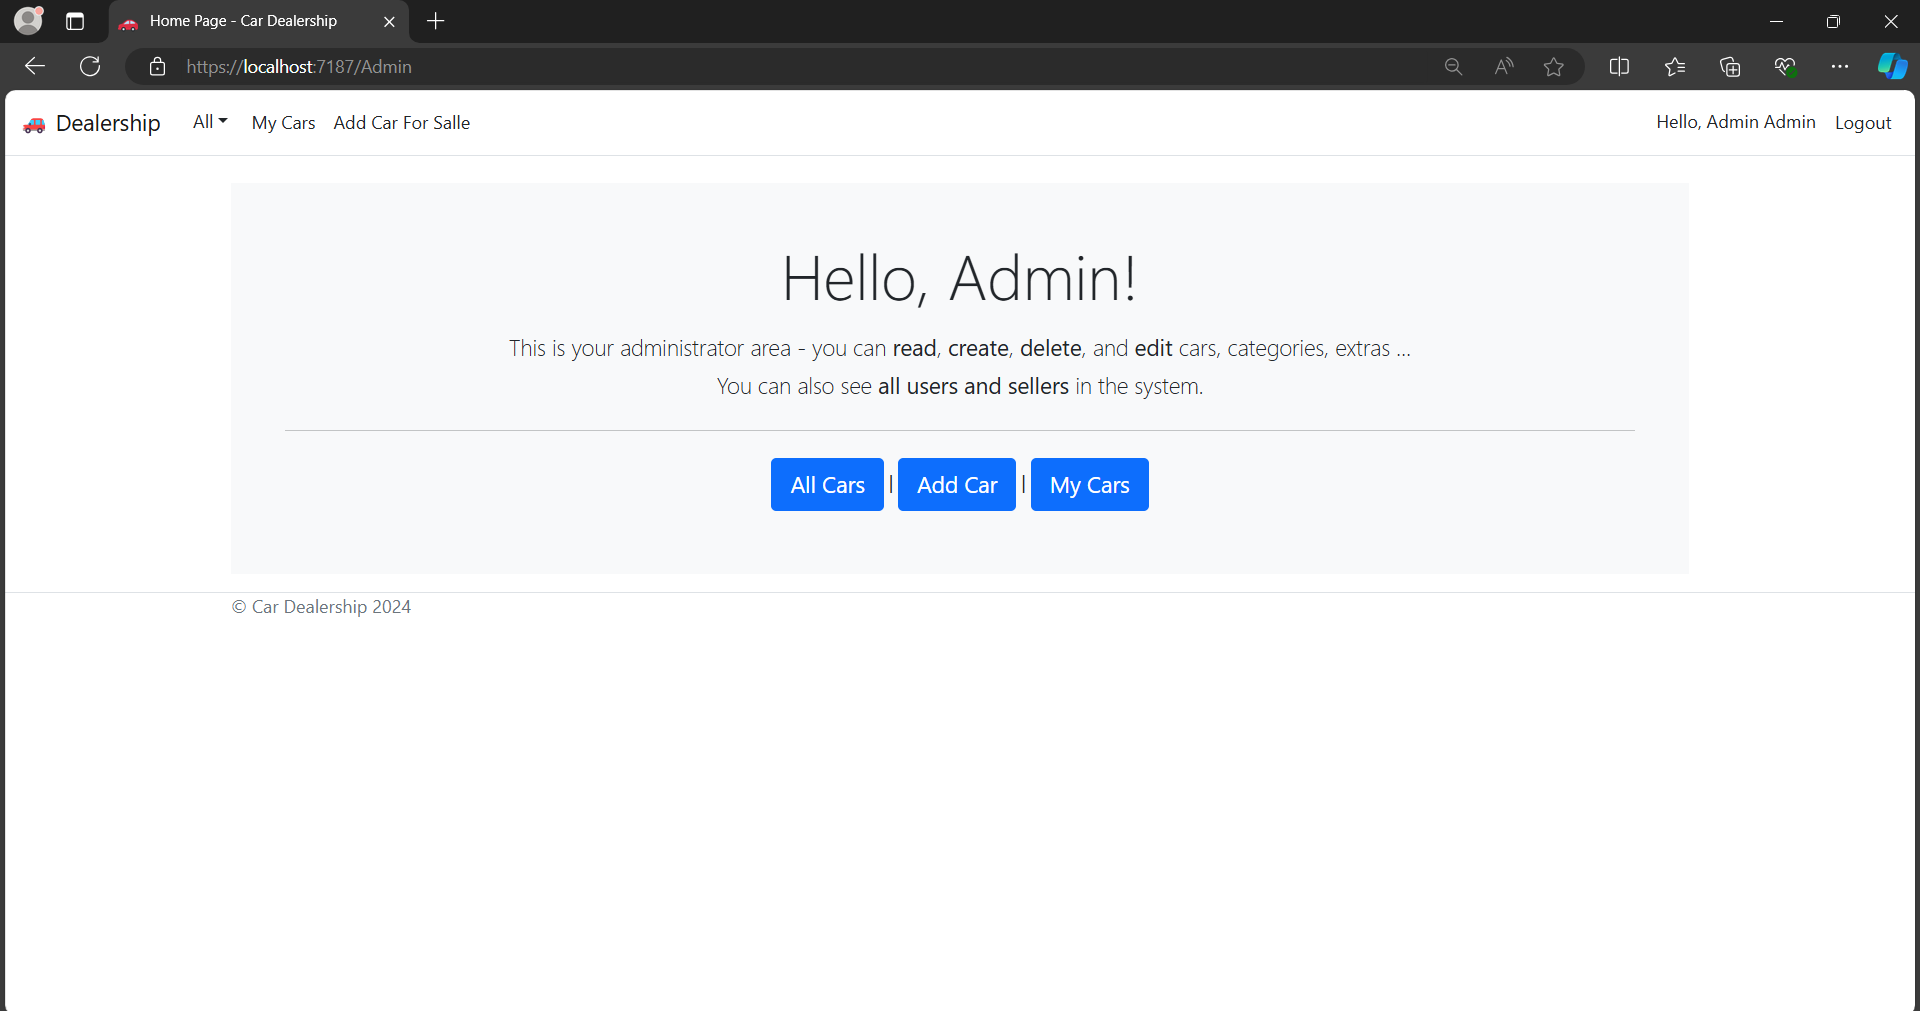 Home Page - Car Dealership
https://localhost:7187/Admin
Dealership All My Cars Add Car For Salle Hello, Admin Admin Logout
Hello, Admin!
This is your administrator area - you can read, create, delete, and edit cars, categories, extras ...
You can also see all users and sellers in the system.
All Cars | Add Car | My Cars
© Car Dealership 2024